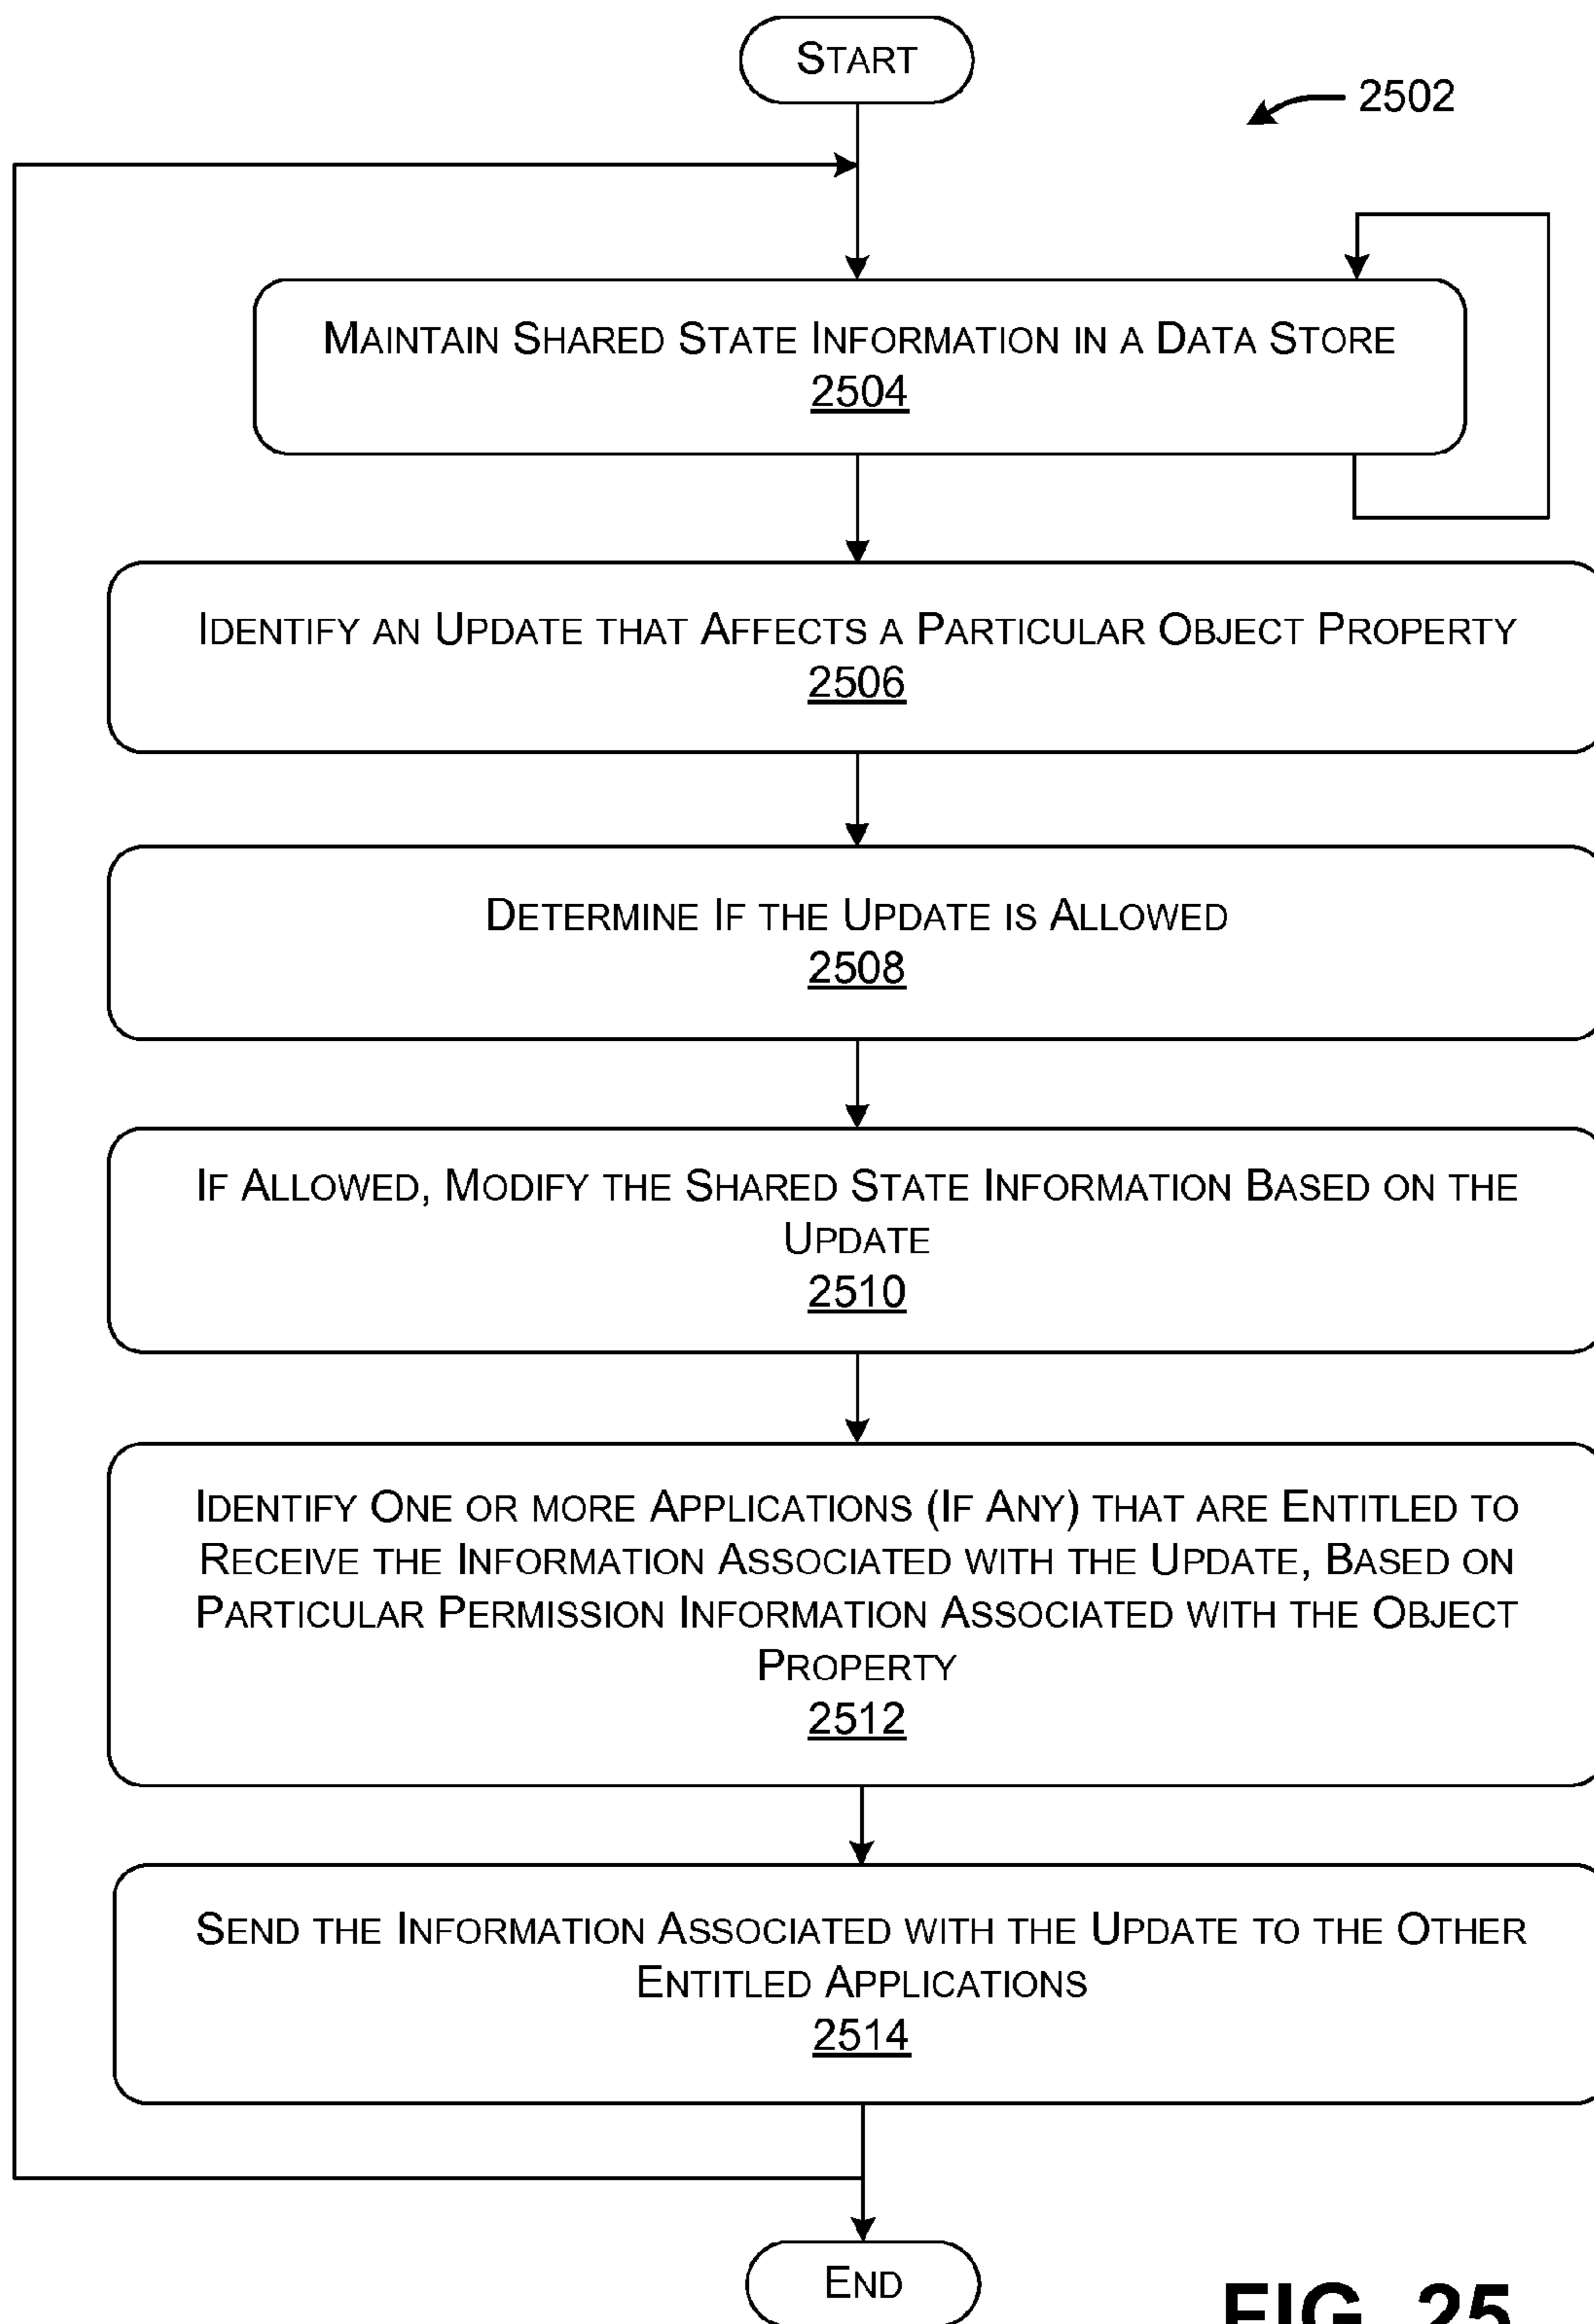 START
2502
MAINTAIN SHARED STATE INFORMATION IN A DATA STORE
2504
IDENTIFY AN UPDATE THAT AFFECTS A PARTICULAR OBJECT PROPERTY
2506
DETERMINE IF THE UPDATE IS ALLOWED
2508
IF ALLOWED, MODIFY THE SHARED STATE INFORMATION BASED ON THE
UPDATE
2510
IDENTIFY ONE OR MORE APPLICATIONS (IF ANY) THAT ARE ENTITLED TO
RECEIVE THE INFORMATION ASSOCIATED WITH THE UPDATE, BASED ON
PARTICULAR PERMISSION INFORMATION ASSOCIATED WITH THE OBJECT
PROPERTY
2512
SEND THE INFORMATION ASSOCIATED WITH THE UPDATE TO THE OTHER
ENTITLED APPLICATIONS
2514
END
FIG. 25